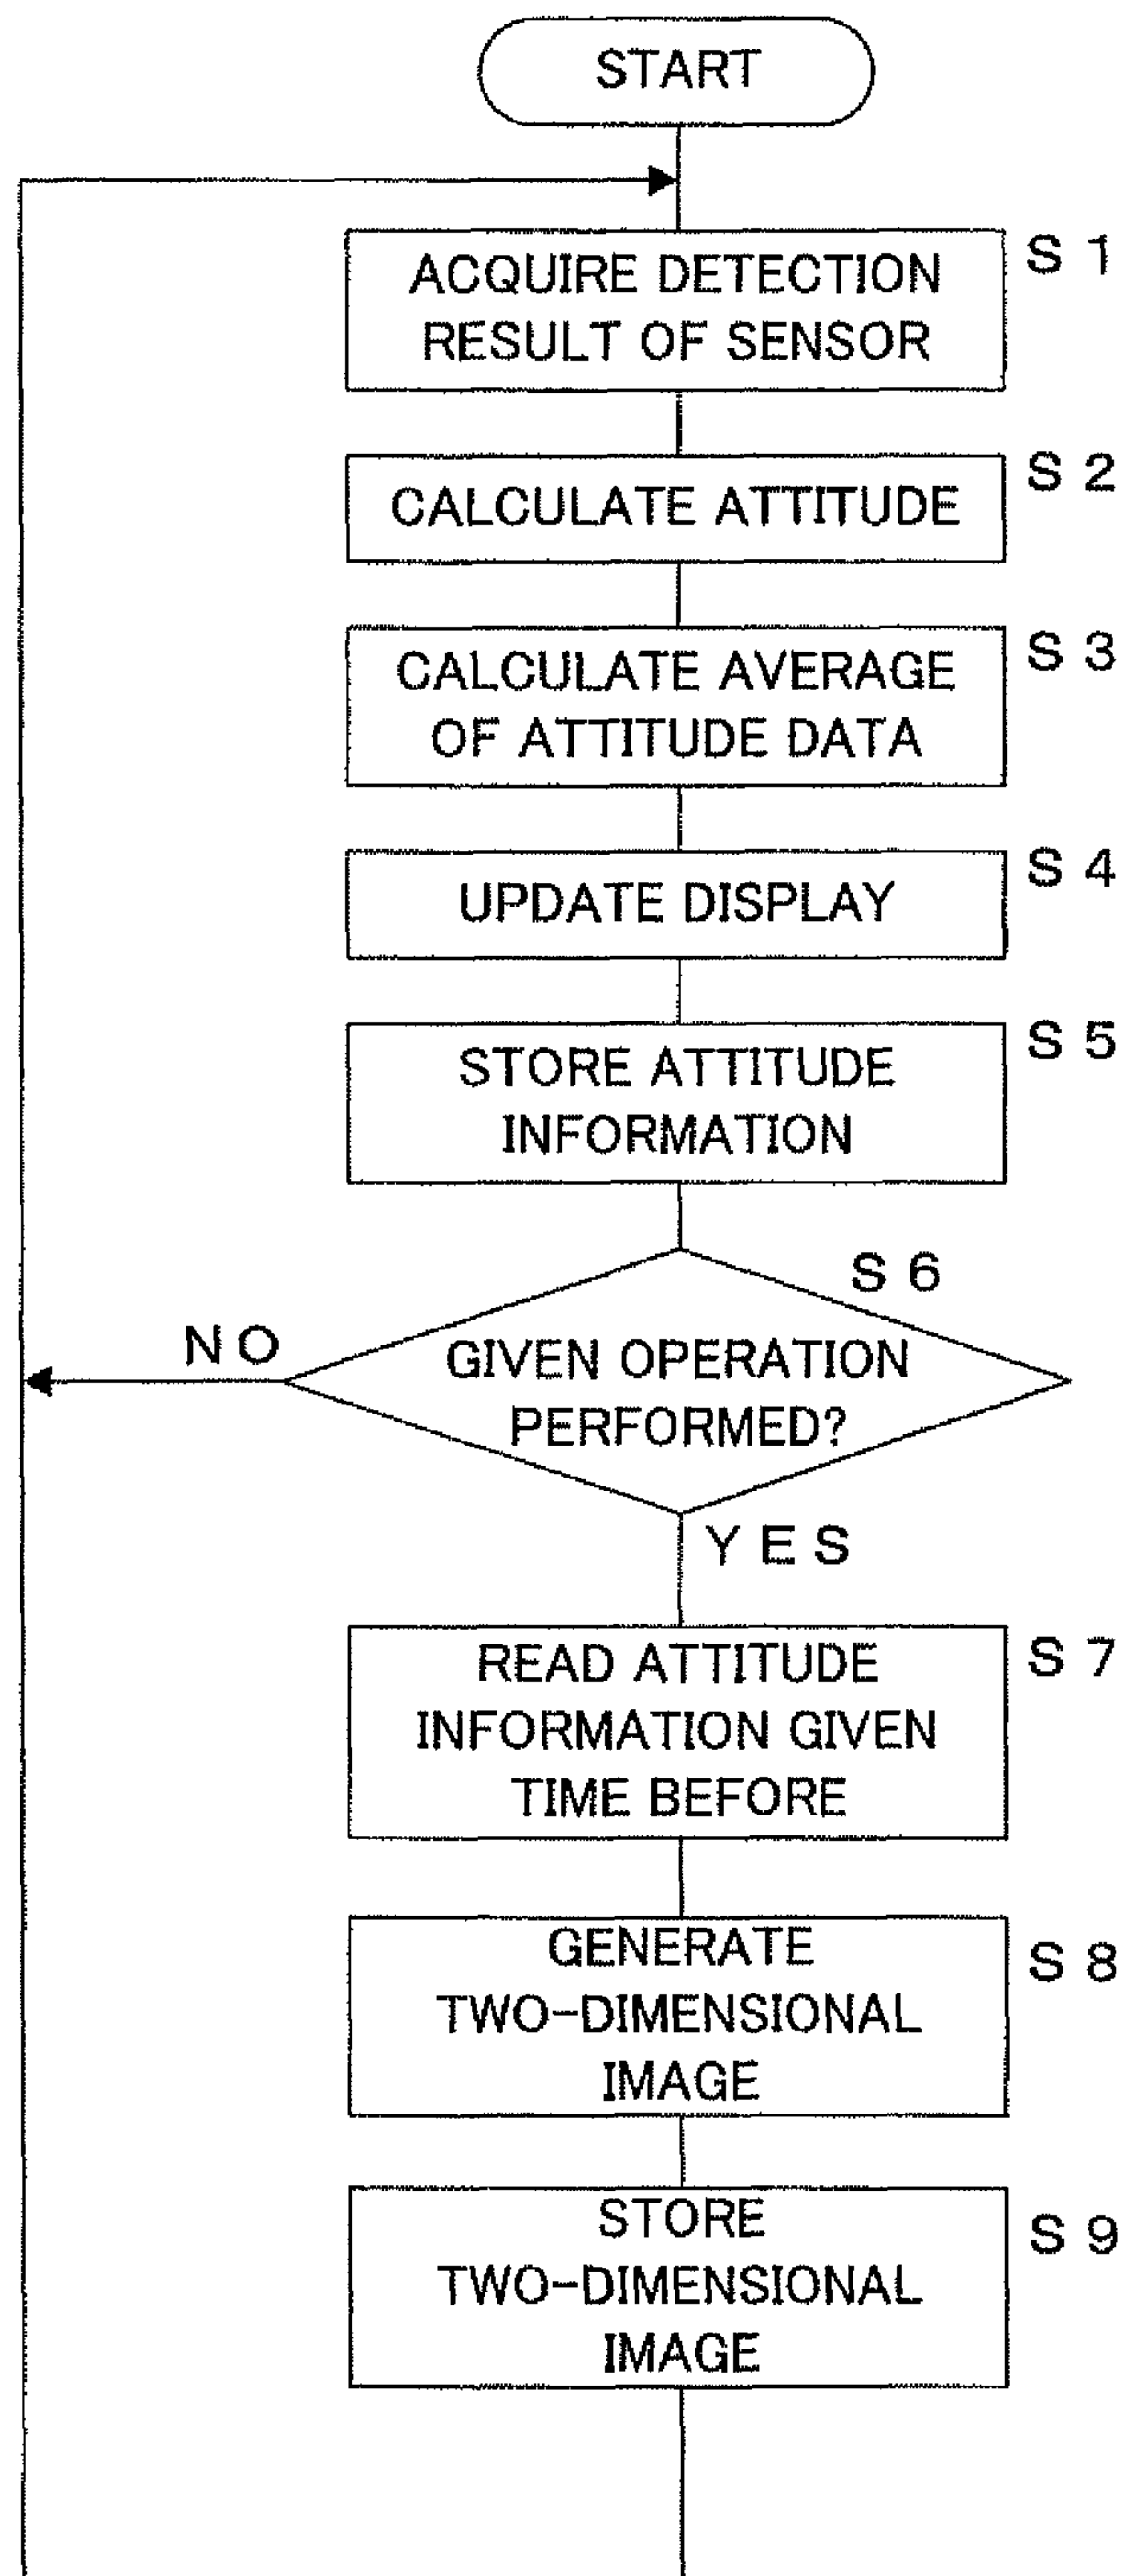 START
ACQUIRE DETECTION
RESULT OF SENSOR
S 1
CALCULATE ATTITUDE
S 2
CALCULATE AVERAGE
OF ATTITUDE DATA
S 3
UPDATE DISPLAY
S 4
STORE ATTITUDE
INFORMATION
S 5
S 6
GIVEN OPERATION
PERFORMED?
NO
YES
READ ATTITUDE
INFORMATION GIVEN
TIME BEFORE
S 7
GENERATE
TWO-DIMENSIONAL
IMAGE
S 8
STORE
TWO-DIMENSIONAL
IMAGE
S 9